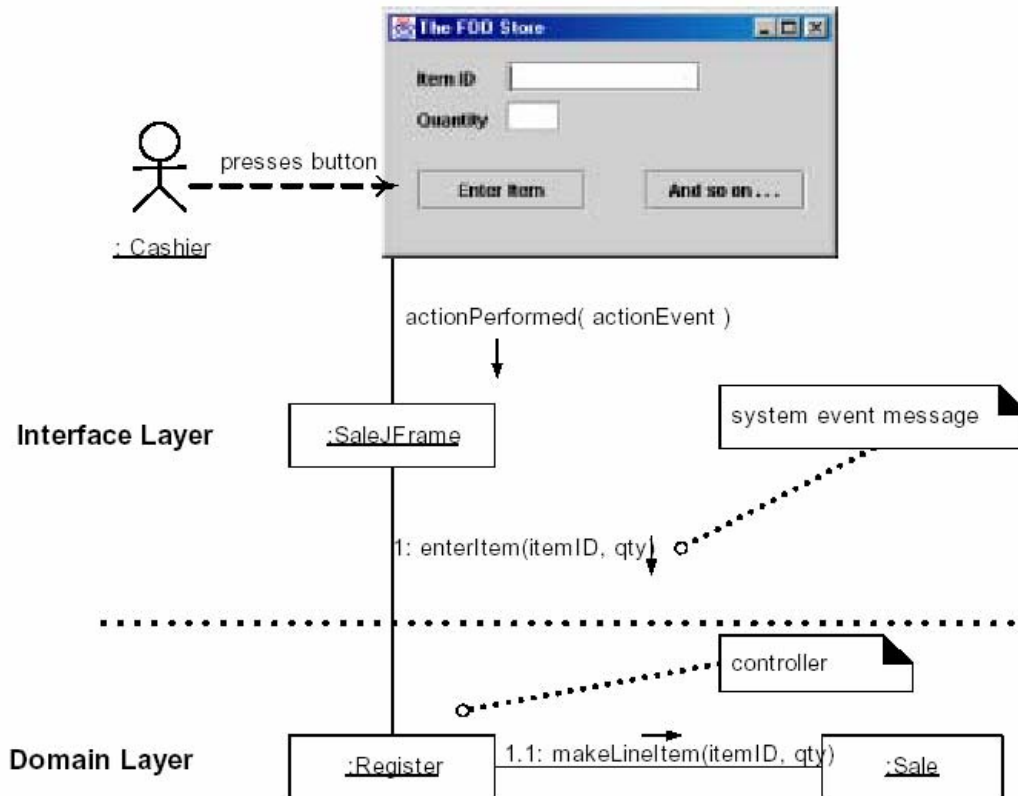 The FOO Store
Item ID
Quantity
presses button
Enter Item
And so on . . .
: Cashier
actionPerformed( actionEvent )
system event message
Interface Layer
:SaleJFrame
1: enterItem(itemID, qty)
controller
Domain Layer
:Register
1.1: makeLineItem(itemID, qty)
:Sale